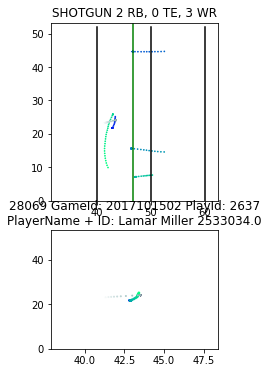 SHOTGUN 2 RB, 0 TE, 3 WR
50
40
30
20
10
0
40 50 60
28069 GameId: 2017101502 PlayId: 2637
PlayerName + ID: Lamar Miller 2533034.0
40
20
0
40.0 42.5 45.0 47.5